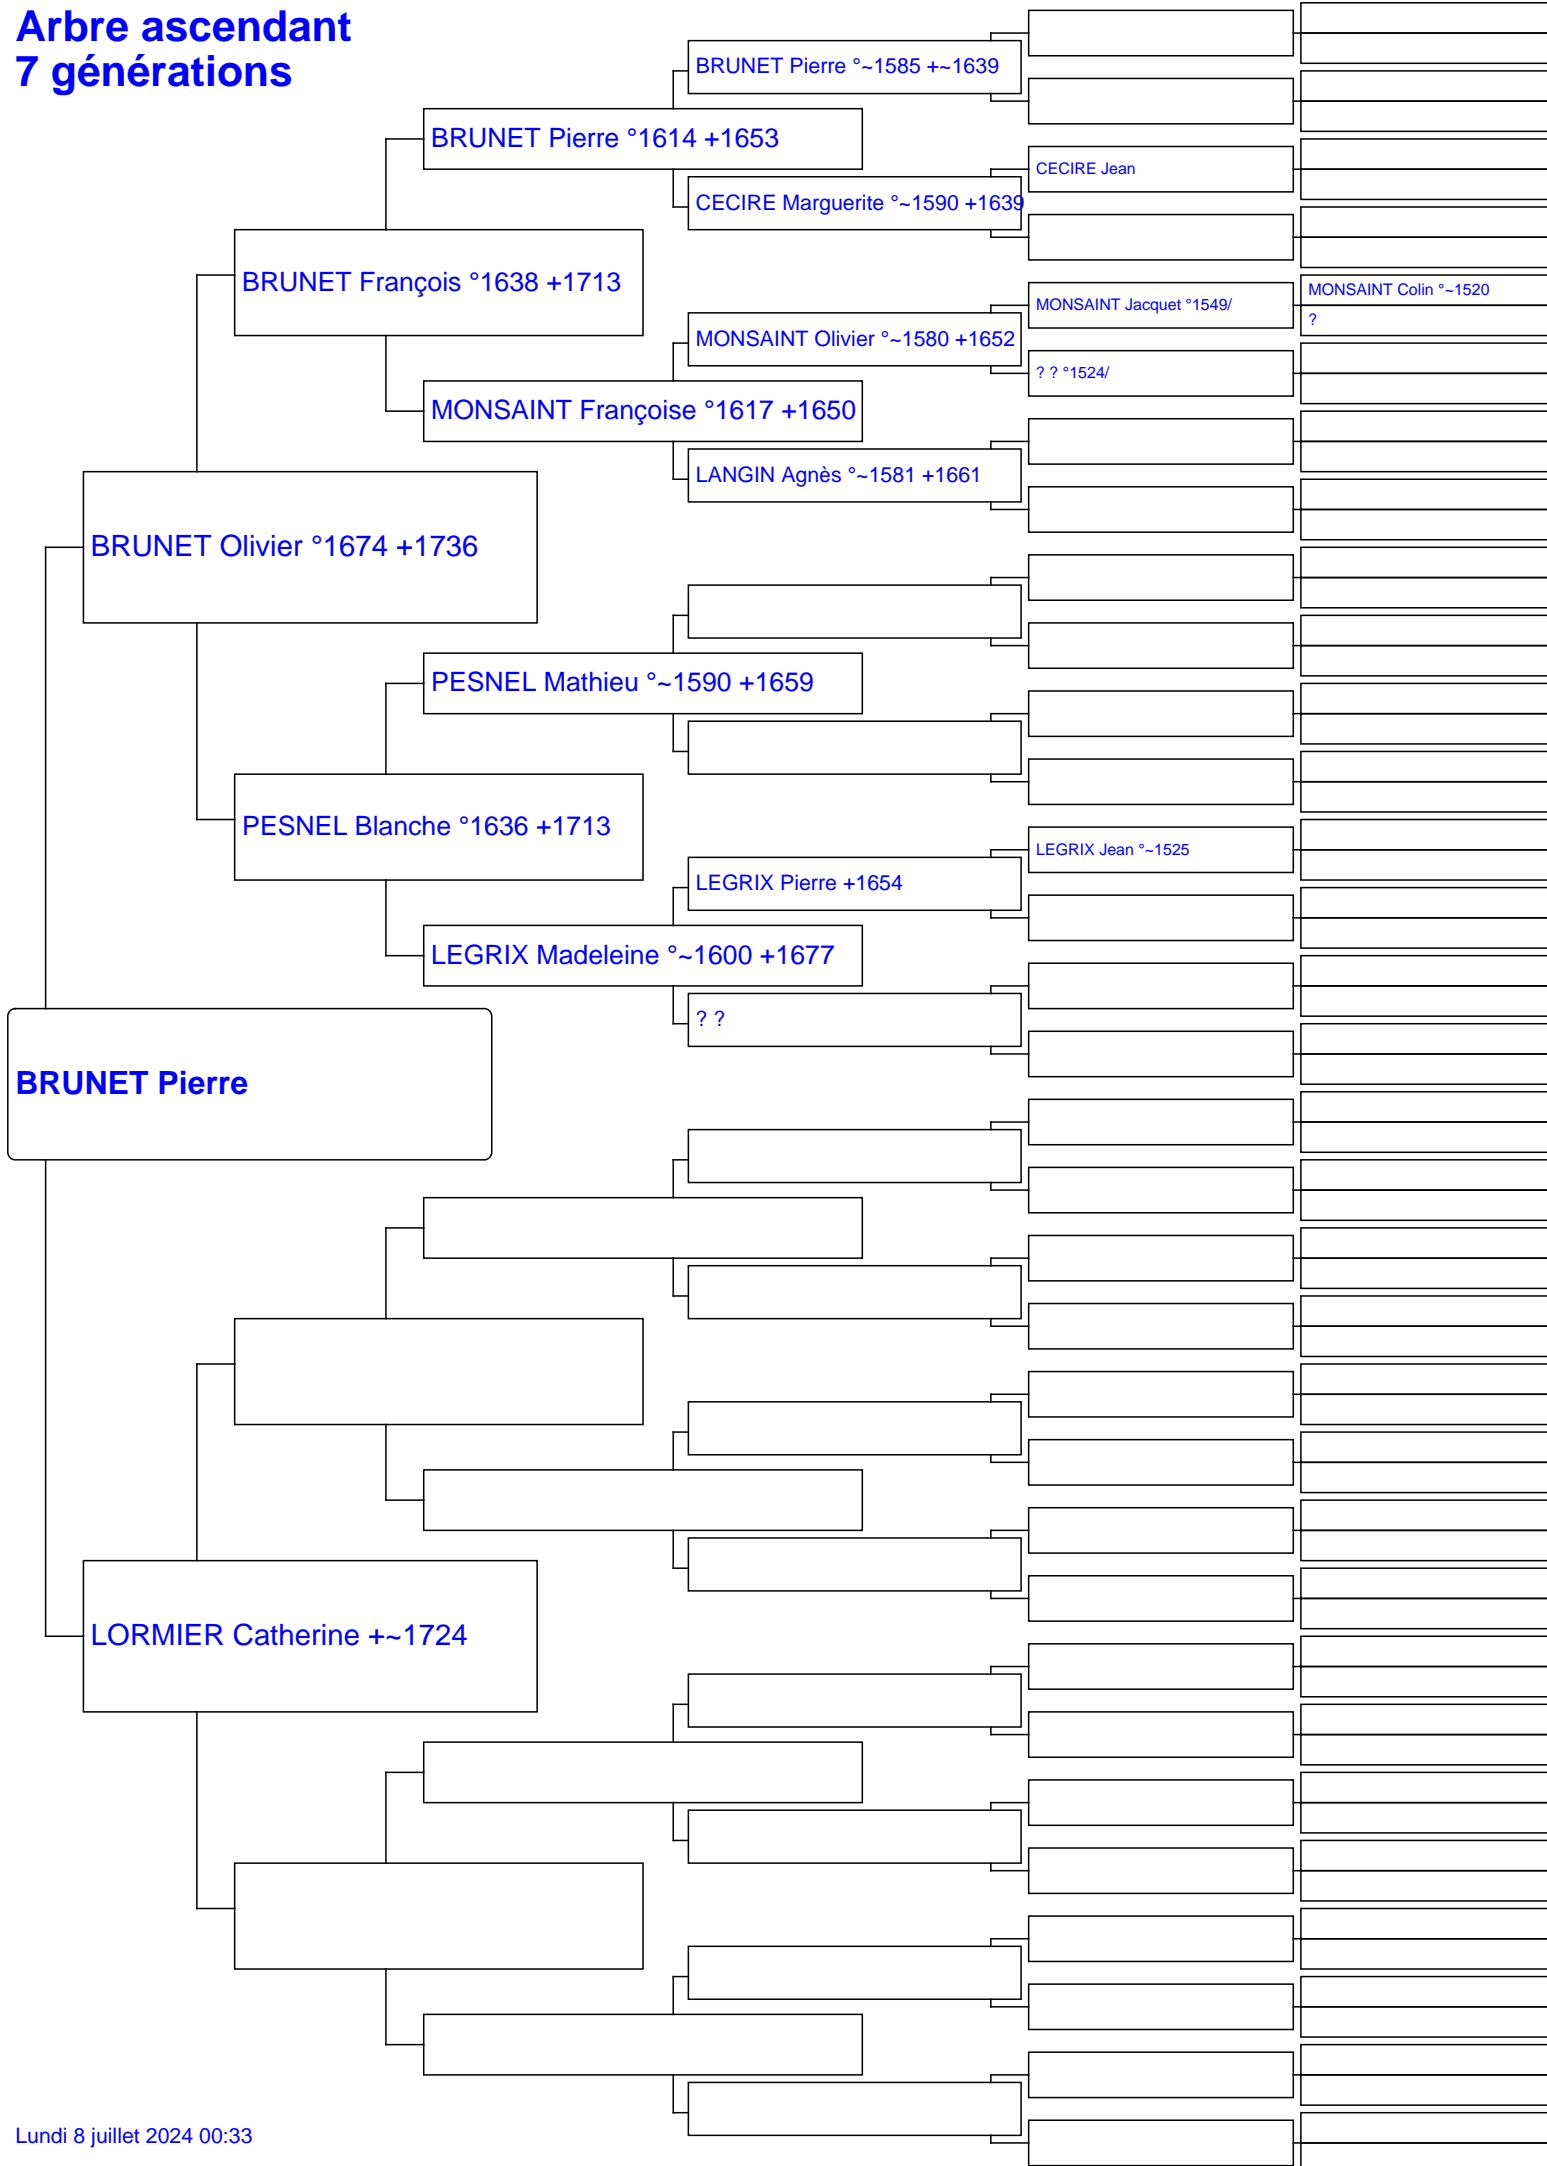 Arbre ascendant
7 générations
BRUNET Pierre °~1585 +~1639
BRUNET Pierre °1614 +1653
CECIRE Jean
CECIRE Marguerite °~1590 +1639
BRUNET François °1638 +1713
MONSAINT Jacquet °1549/
MONSAINT Colin °~1520
?
MONSAINT Olivier °~1580 +1652
? ? °1524/
MONSAINT Françoise °1617 +1650
LANGIN Agnès °~1581 +1661
BRUNET Olivier °1674 +1736
PESNEL Mathieu °~1590 +1659
PESNEL Blanche °1636 +1713
LEGRIX Jean °~1525
LEGRIX Pierre +1654
LEGRIX Madeleine °~1600 +1677
? ?
BRUNET Pierre
LORMIER Catherine +~1724
Lundi 8 juillet 2024 00:33